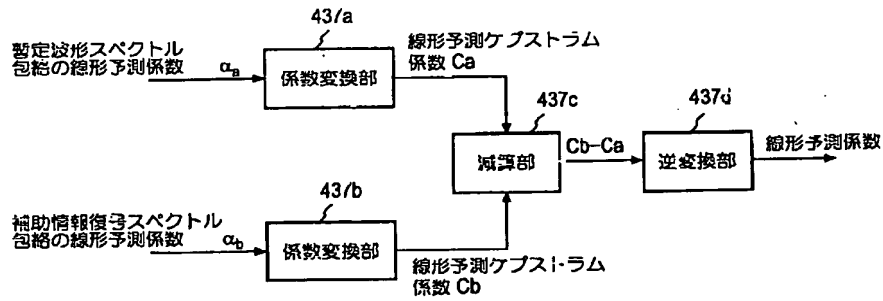 437a
暫定波形スペクトル
包絡の線形予測係数
αa
係数変換部
線形予測ケプストラム
係数 Ca
437c
減算部
Cb-Ca
437d
逆変換部
線形予測係数
437b
補助情報復号スペクトル
包絡の線形予測係数
αb
係数変換部
線形予測ケプストラム
係数 Cb